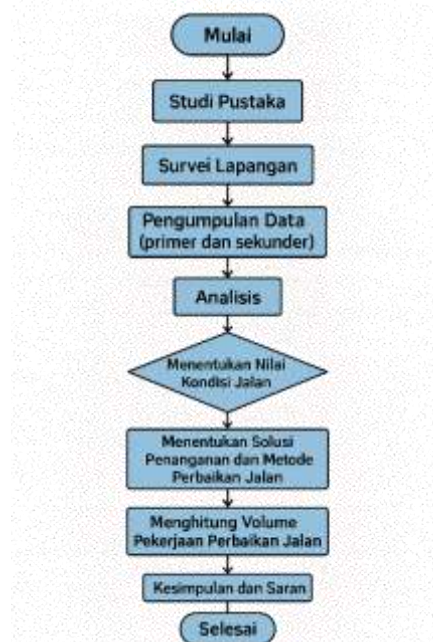 Mulai
Studi Pustaka
Survei Lapangan
Pengumpulan Data
(primer dan sekunder)
Analisis
Menentukan Nilai
Kondisi Jalan
Menentukan Solusi
Penanganan dan Metode
Perbaikan Jalan
Menghitung Volume
Pekerjaan Perbaikan Jalan
Kesimpulan dan Saran
Selesai